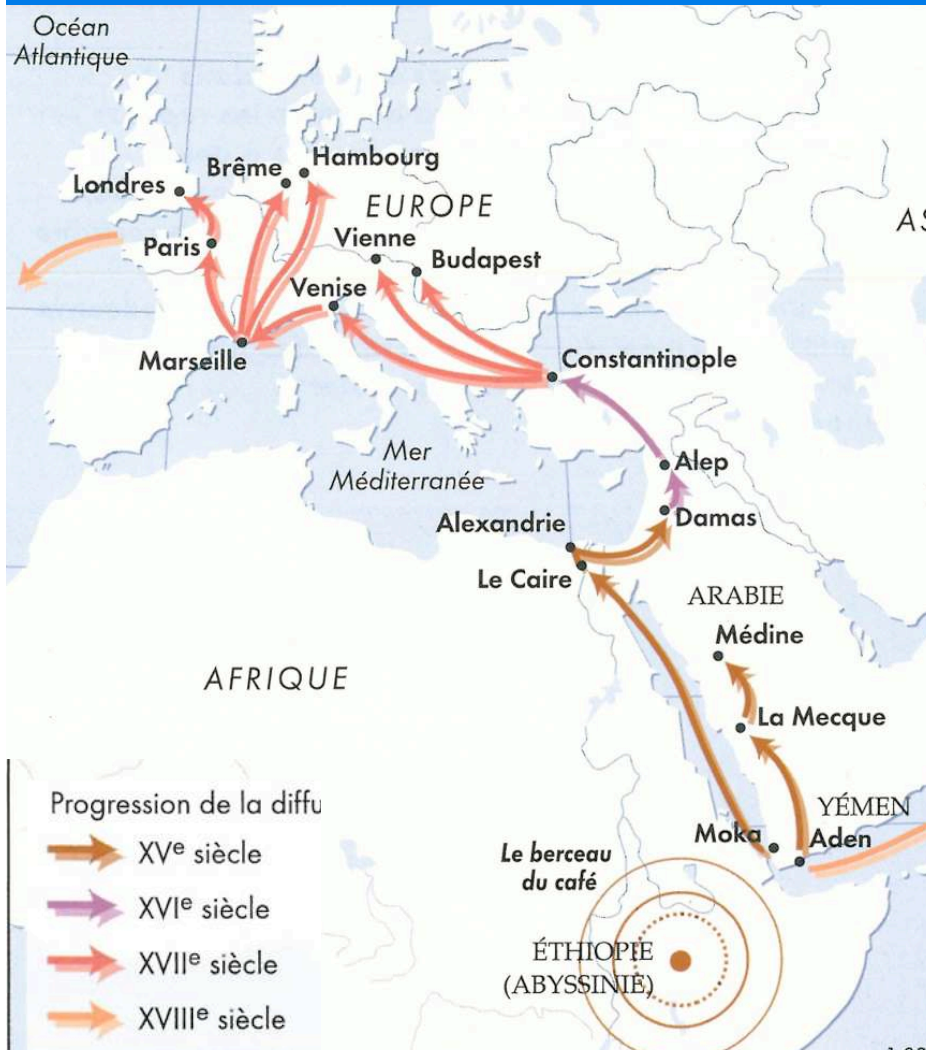 Océan
Atlantique
Brême
Hambourg
Londres
EUROPE
Paris
Vienne
Budapest
Venise
Marseille
Constantinople
Mer
Méditerranée
Alep
Alexandrie
Damas
Le Caire
ARABIE
Médine
AFRIQUE
La Mecque
YÉMEN
Moka
Aden
Le berceau
du café
ÉTHIOPIE
(ABYSSINIE)
Progression de la diffu
XVe siècle
XVIe siècle
XVIIe siècle
XVIIIe siècle